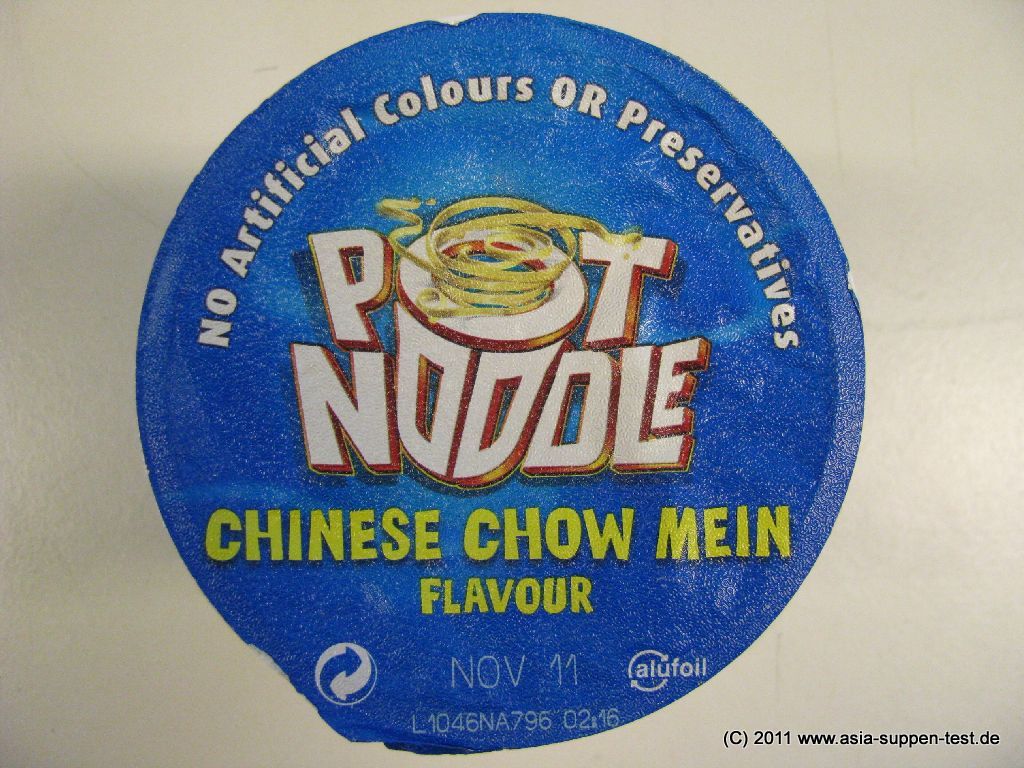 NO Artificial Colours OR Preservatives
POT
NOODLE
CHINESE CHOW MEIN
FLAVOUR
NOV 11
alufoil
L1046NA796 02:16
(C) 2011 www.asia-suppen-test.de